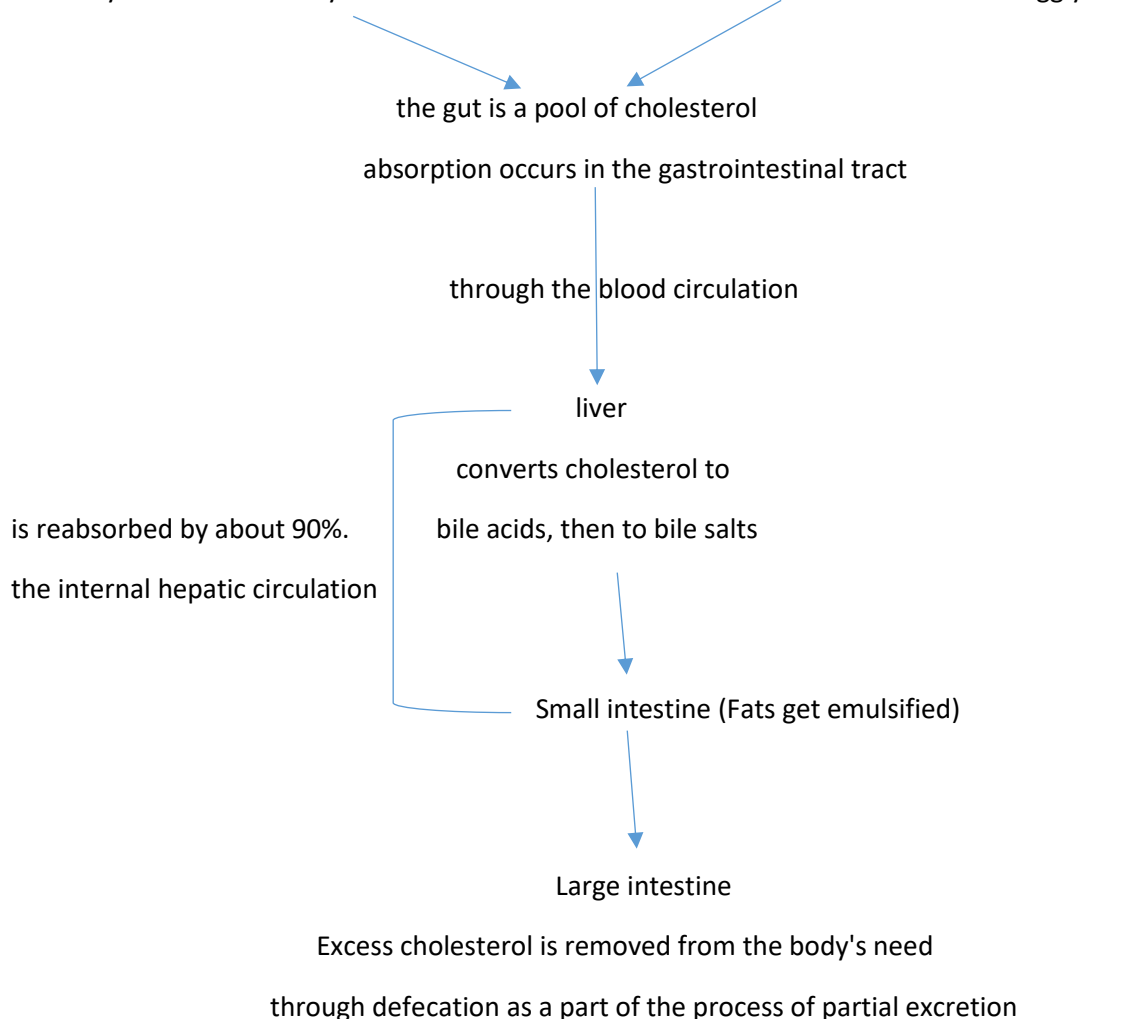 the gut is a pool of cholesterol
absorption occurs in the gastrointestinal tract
through the blood circulation
liver
converts cholesterol to
is reabsorbed by about 90%.
bile acids, then to bile salts
the internal hepatic circulation
Small intestine (Fats get emulsified)
Large intestine
Excess cholesterol is removed from the body's need
through defecation as a part of the process of partial excretion